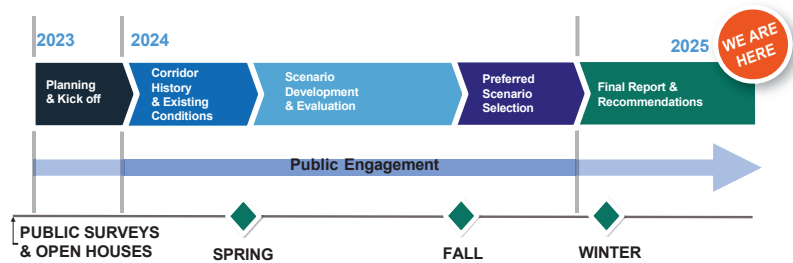 2023
2024
2025
WE ARE
HERE
Planning
& Kick off
Corridor
History
& Existing
Conditions
Scenario
Development
& Evaluation
Preferred
Scenario
Selection
Final Report &
Recommendations
Public Engagement
PUBLIC SURVEYS
& OPEN HOUSES
SPRING
FALL
WINTER